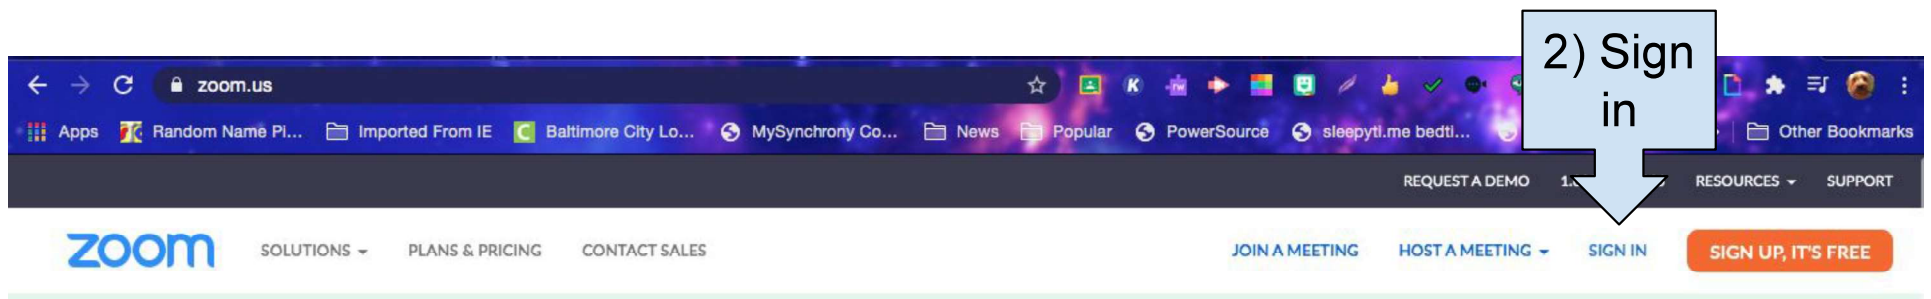 2) Sign
in
zoom.us
Apps Random Name Pi... Imported From IE Baltimore City Lo... MySynchrony Co... News Popular PowerSource sleepyti.me bedti... Other Bookmarks
REQUEST A DEMO RESOURCES SUPPORT
zoom SOLUTIONS PLANS & PRICING CONTACT SALES JOIN A MEETING HOST A MEETING SIGN IN SIGN UP, IT'S FREE